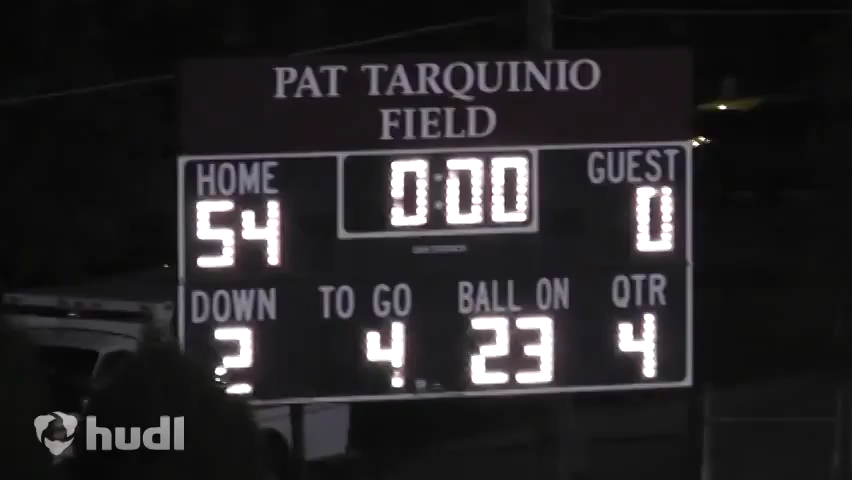 PAT TARQUINIO
FIELD
HOME 0:00 GUEST
54 0
DOWN TO GO BALL ON QTR
2 4 23 4
hudl